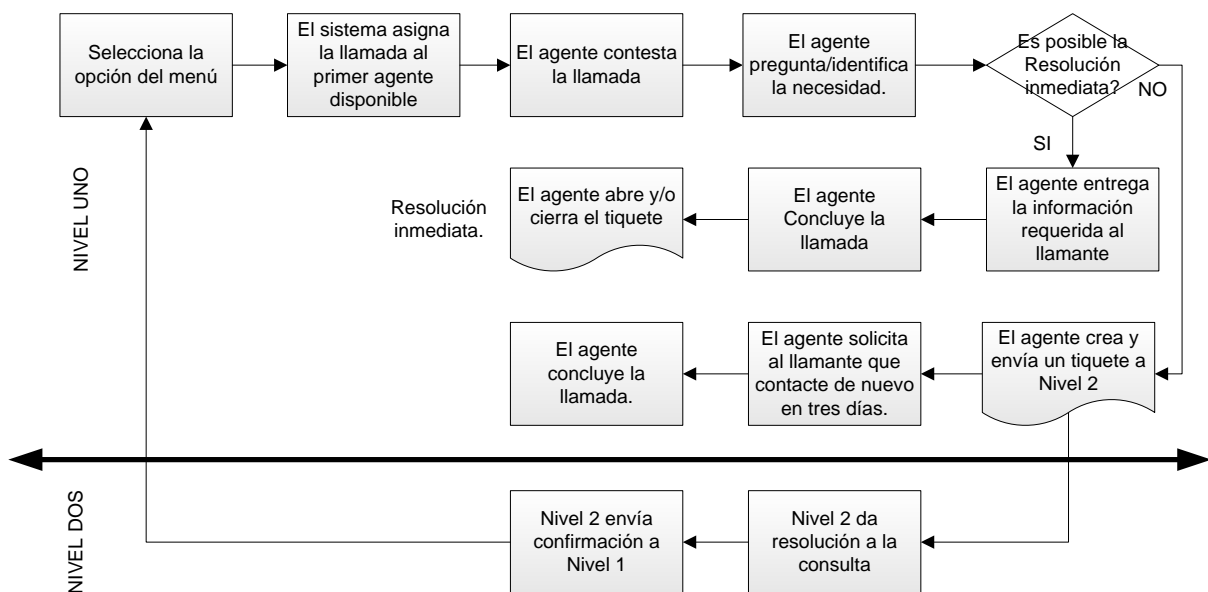 Selecciona la
opción del menú
El sistema asigna
la llamada al
primer agente
disponible
El agente contesta
la llamada
El agente
pregunta/identifica
la necesidad.
Es posible la
Resolución
inmediata?
NO
SI
NIVEL UNO
Resolución
inmediata.
El agente abre y/o
cierra el tiquete
El agente
Concluye la
llamada
El agente entrega
la información
requerida al
llamante
El agente
concluye la
llamada.
El agente solicita
al llamante que
contacte de nuevo
en tres días.
El agente crea y
envía un tiquete a
Nivel 2
NIVEL DOS
Nivel 2 envía
confirmación a
Nivel 1
Nivel 2 da
resolución a la
consulta